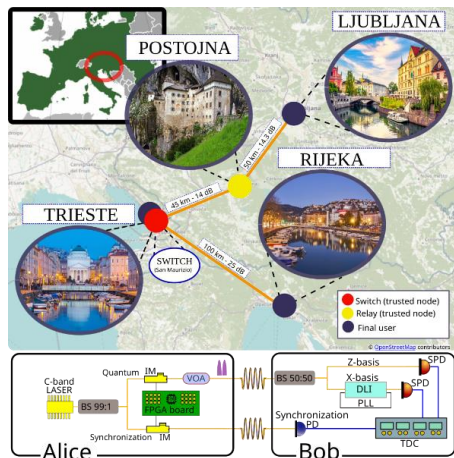 LJUBLJANA
POSTOJNA
50 km - 14.3 dB
RIJEKA
45 km - 14 dB
TRIESTE
SWITCH
(San Maurizio)
100 km - 25 dB
Switch (trusted node)
Relay (trusted node)
Final user
© OpenStreetMap contributors
Quantum
IM
VOA
C-band
LASER
BS 99:1
FPGA board
Synchronization
IM
Alice
BS 50:50
Z-basis
SPD
X-basis
DLI
SPD
PLL
Synchronization
PD
TDC
Bob